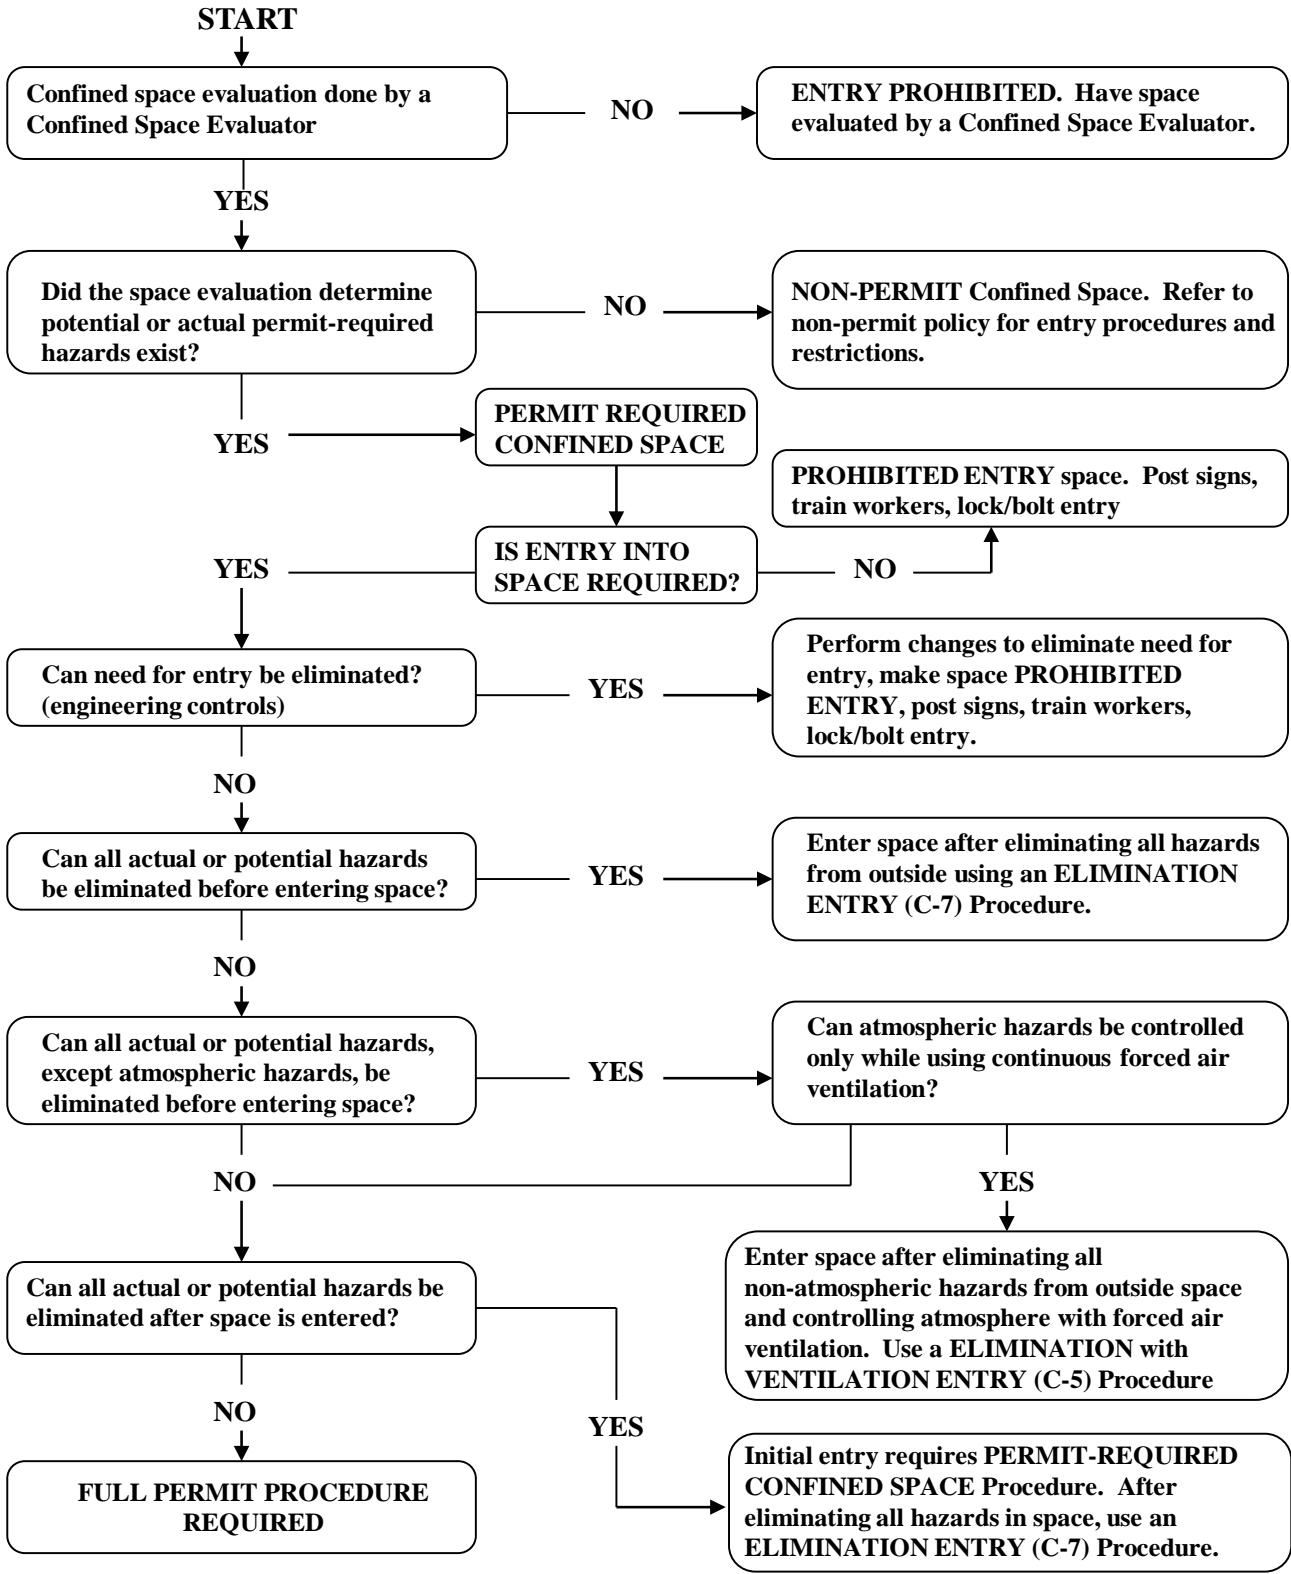 START
Confined space evaluation done by a
Confined Space Evaluator
NO
ENTRY PROHIBITED.  Have space
evaluated by a Confined Space Evaluator.
YES
Did the space evaluation determine
potential or actual permit-required
hazards exist?
NO
NON-PERMIT Confined Space.  Refer to
non-permit policy for entry procedures and
restrictions.
YES
PERMIT REQUIRED
CONFINED SPACE
PROHIBITED ENTRY space.  Post signs,
train workers, lock/bolt entry
YES
IS ENTRY INTO
SPACE REQUIRED?
NO
Can need for entry be eliminated?
(engineering controls)
YES
Perform changes to eliminate need for
entry, make space PROHIBITED
ENTRY, post signs, train workers,
lock/bolt entry.
NO
Can all actual or potential hazards
be eliminated before entering space?
YES
Enter space after eliminating all hazards
from outside using an ELIMINATION
ENTRY (C-7) Procedure.
NO
Can all actual or potential hazards,
except atmospheric hazards, be
eliminated before entering space?
YES
Can atmospheric hazards be controlled
only while using continuous forced air
ventilation?
NO
YES
Can all actual or potential hazards be
eliminated after space is entered?
Enter space after eliminating all
non-atmospheric hazards from outside space
and controlling atmosphere with forced air
ventilation.  Use a ELIMINATION with
VENTILATION ENTRY (C-5) Procedure
NO
YES
FULL PERMIT PROCEDURE
REQUIRED
Initial entry requires PERMIT-REQUIRED
CONFINED SPACE Procedure.  After
eliminating all hazards in space, use an
ELIMINATION ENTRY (C-7) Procedure.